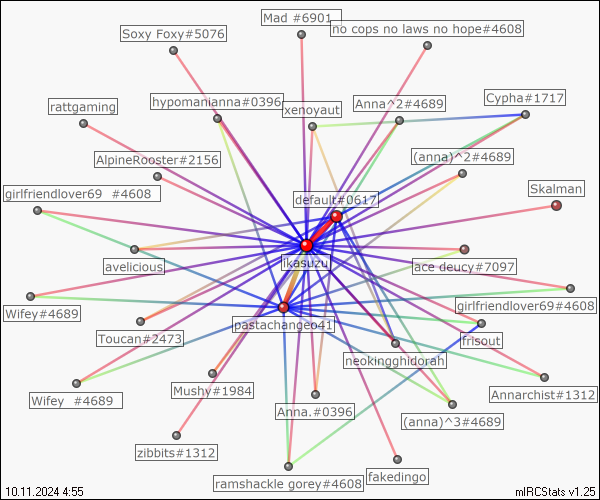 Mad #6901
Soxy Foxy#5076
no cops no laws no hope#4608
rattgaming
hypomanianna#0396
xenoyaut
Anna^2#4689
Cypha#1717
AlpineRooster#2156
(anna)^2#4689
girlfriendlover69 #4608
default#0617
Skalman
avelicious
ikasuzu
ace deucy#7097
Wifey#4689
Toucan#2473
pastachangeo41
girlfriendlover69#4608
frisout
neokingghidorah
Wifey #4689
Mushy#1984
Anna.#0396
(anna)^3#4689
Annarchist#1312
zibbits#1312
ramshackle gorey#4608
fakedingo
10.11.2024 4:55
mIRCStats v1.25